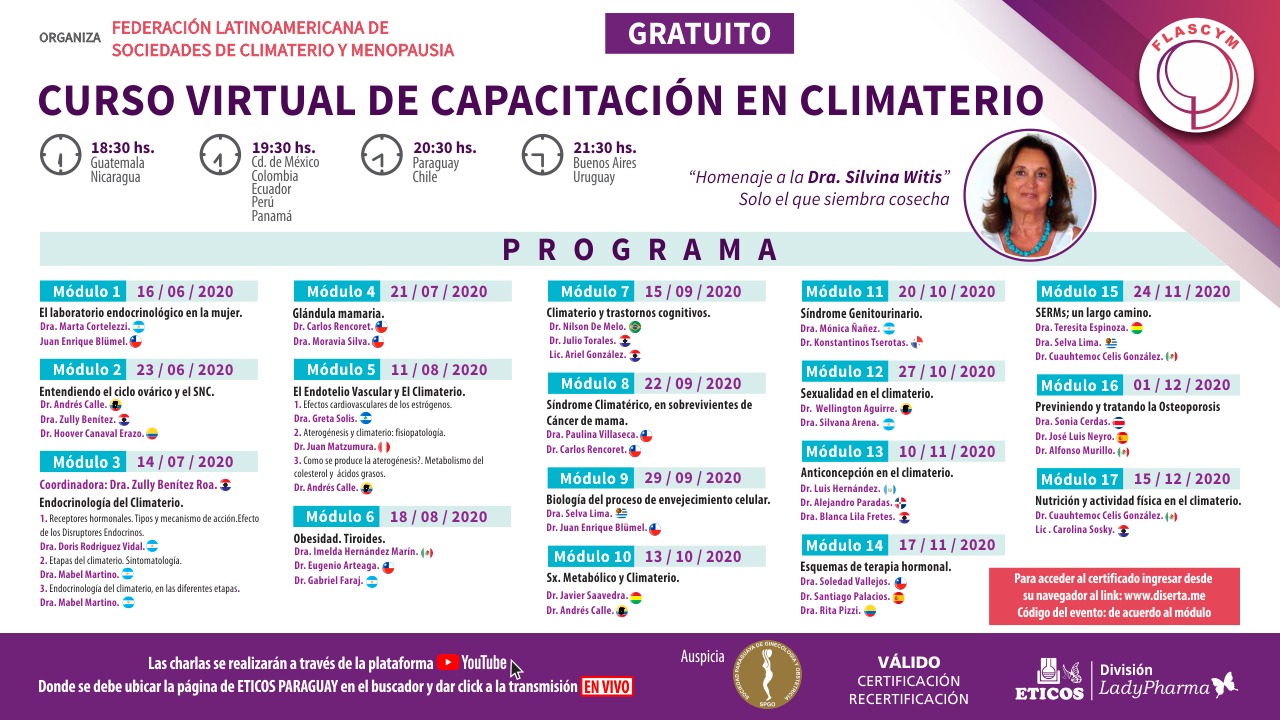 ORGANIZA
FEDERACIÓN LATINOAMERICANA DE
SOCIEDADES DE CLIMATERIO Y MENOPAUSIA
GRATUITO
FLASCYM
CURSO VIRTUAL DE CAPACITACIÓN EN CLIMATERIO
18:30 hs.
Guatemala
Nicaragua
19:30 hs.
Cd. de México
Colombia
Ecuador
Perú
Panamá
20:30 hs.
Paraguay
Chile
21:30 hs.
Buenos Aires
Uruguay
“Homenaje a la Dra. Silvina Witis”
Solo el que siembra cosecha
PROGRAMA
Módulo 1 16 / 06 / 2020
El laboratorio endocrinológico en la mujer.
Dra. Marta Cortelezzi.
Juan Enrique Blümel.
Módulo 2 23 / 06 / 2020
Entendiendo el ciclo ovárico y el SNC.
Dr. Andrés Calle.
Dra. Zully Benítez.
Dr. Hoover Canaval Erazo.
Módulo 3 14 / 07 / 2020
Coordinadora: Dra. Zully Benítez Roa.
Endocrinología del Climaterio.
1. Receptores hormonales. Tipos y mecanismo de acción.Efecto
de los Disruptores Endocrinos.
Dra. Doris Rodriguez Vidal.
2. Etapas del climaterio. Sintomatología.
Dra. Mabel Martino.
3. Endocrinología del climaterio, en las diferentes etapas.
Dra. Mabel Martino.
Módulo 4 21 / 07 / 2020
Glándula mamaria.
Dr. Carlos Rencoret.
Dra. Moravia Silva.
Módulo 5 11 / 08 / 2020
El Endotelio Vascular y El Climaterio.
1. Efectos cardiovasculares de los estrógenos.
Dra. Greta Solis.
2. Aterogénesis y climaterio: fisiopatología.
Dr. Juan Matzumura.
3. Como se produce la aterogénesis?. Metabolismo del
colesterol y ácidos grasos.
Dr. Andrés Calle.
Módulo 6 18 / 08 / 2020
Obesidad. Tiroides.
Dra. Imelda Hernández Marín.
Dr. Eugenio Arteaga.
Dr. Gabriel Faraj.
Módulo 7 15 / 09 / 2020
Climaterio y trastornos cognitivos.
Dr. Nilson De Melo.
Dr. Julio Torales.
Lic. Ariel González.
Módulo 8 22 / 09 / 2020
Síndrome Climatérico, en sobrevivientes de
Cáncer de mama.
Dra. Paulina Villaseca.
Dr. Carlos Rencoret.
Módulo 9 29 / 09 / 2020
Biología del proceso de envejecimiento celular.
Dra. Selva Lima.
Dr. Juan Enrique Blümel.
Módulo 10 13 / 10 / 2020
Sx. Metabólico y Climaterio.
Dr. Javier Saavedra.
Dr. Andrés Calle.
Módulo 11 20 / 10 / 2020
Síndrome Genitourinario.
Dra. Mónica Ñañez.
Dr. Konstantinos Tserotas.
Módulo 12 27 / 10 / 2020
Sexualidad en el climaterio.
Dr. Wellington Aguirre.
Dra. Silvana Arena.
Módulo 13 10 / 11 / 2020
Anticoncepción en el climaterio.
Dr. Luis Hernández.
Dr. Alejandro Paradas.
Dra. Blanca Lila Fretes.
Módulo 14 17 / 11 / 2020
Esquemas de terapia hormonal.
Dra. Soledad Vallejos.
Dr. Santiago Palacios.
Dra. Rita Pizzi.
Módulo 15 24 / 11 / 2020
SERMs; un largo camino.
Dra. Teresita Espinoza.
Dra. Selva Lima.
Dr. Cuauhtemoc Celis González.
Módulo 16 01 / 12 / 2020
Previniendo y tratando la Osteoporosis
Dra. Sonia Cerdas.
Dr. José Luis Neyro.
Dr. Alfonso Murillo.
Módulo 17 15 / 12 / 2020
Nutrición y actividad física en el climaterio.
Dr. Cuauhtemoc Celis González.
Lic . Carolina Sosky.
Para acceder al certificado ingresar desde
su navegador al link: www.diserta.me
Código del evento: de acuerdo al módulo
Las charlas se realizarán a través de la plataforma YouTube
Donde se debe ubicar la página de ETICOS PARAGUAY en el buscador y dar click a la transmisión EN VIVO
Auspicia
SOCIEDAD PARAGUAYA DE GINECOLOGÍA Y OBSTETRICIA
SPGO
VÁLIDO
CERTIFICACIÓN
RECERTIFICACIÓN
ETICOS
División
LadyPharma